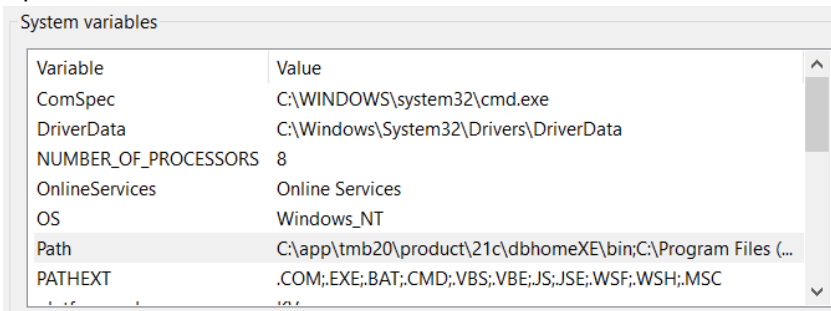 System variables
Variable Value
ComSpec C:\WINDOWS\system32\cmd.exe
DriverData C:\Windows\System32\Drivers\DriverData
NUMBER_OF_PROCESSORS 8
OnlineServices Online Services
OS Windows_NT
Path C:\app\tmb20\product\21c\dbhomeXE\bin;C:\Program Files (...
PATHEXT .COM;.EXE;.BAT;.CMD;.VBS;.VBE;.JS;.JSE;.WSF;.WSH;.MSC